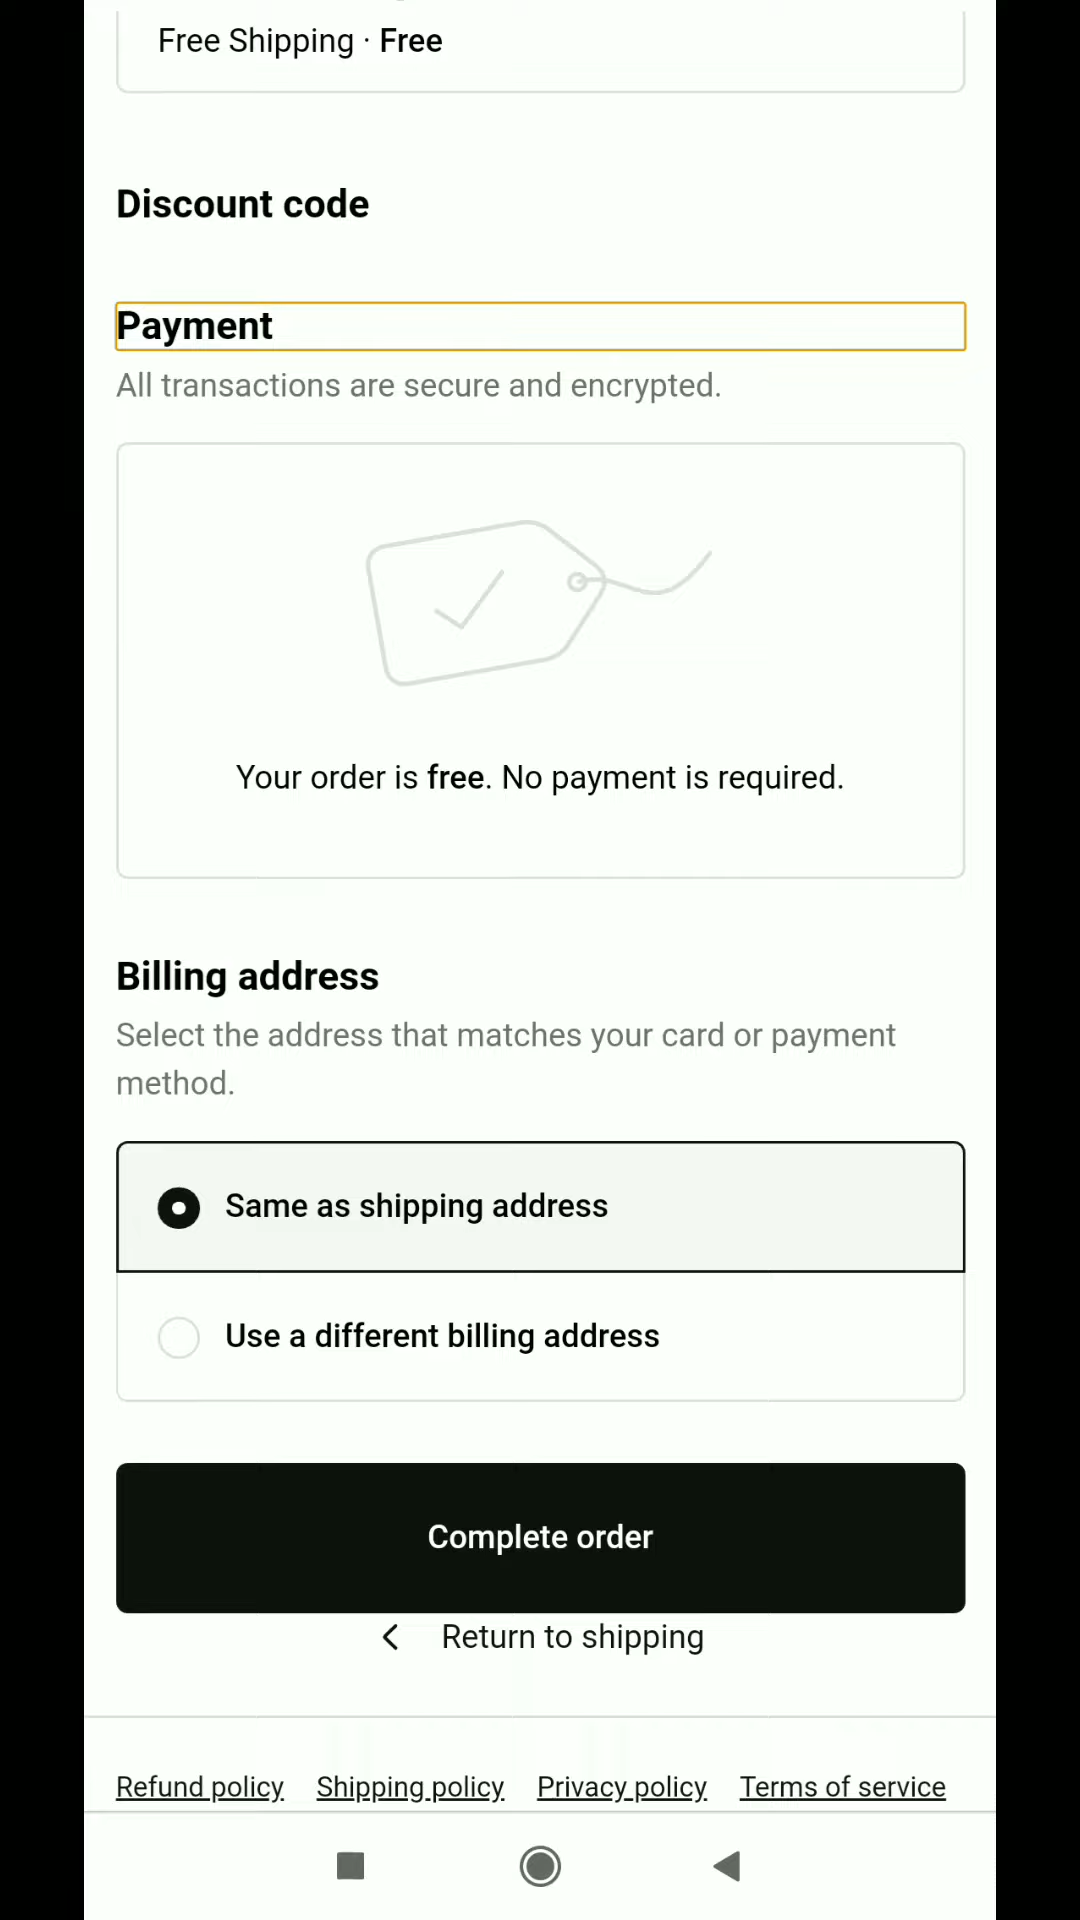 Free Shipping · Free
Discount code
Payment
All transactions are secure and encrypted.
Your order is free. No payment is required.
Billing address
Select the address that matches your card or payment
method.
Same as shipping address
Use a different billing address
Complete order
Return to shipping
Refund policy Shipping policy Privacy policy Terms of service